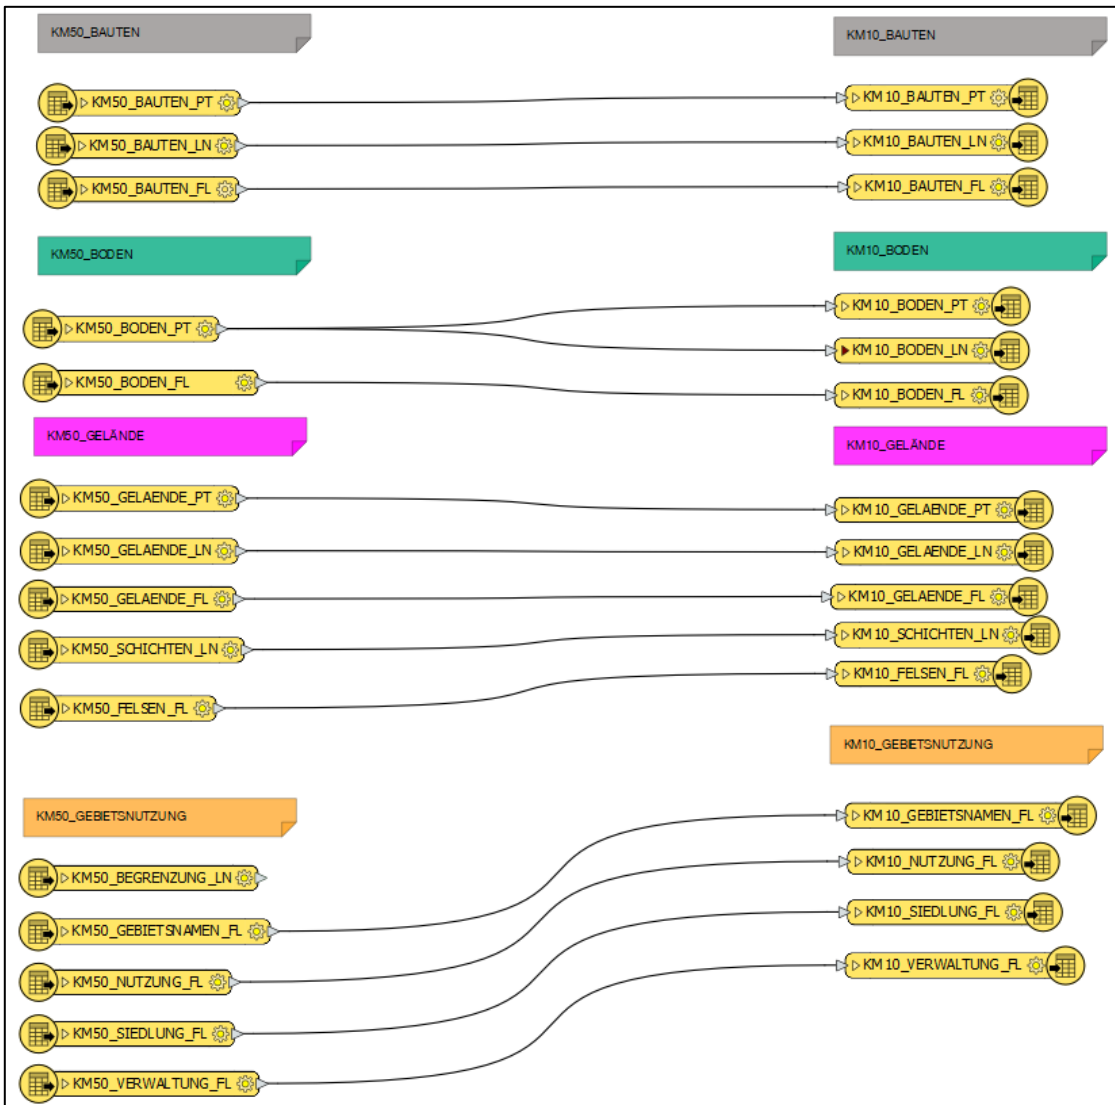 KM50_BAUTEN
KM10_BAUTEN
KM50_BAUTEN_PT
KM10_BAUTEN_PT
KM50_BAUTEN_LN
KM10_BAUTEN_LN
KM50_BAUTEN_FL
KM10_BAUTEN_FL
KM50_BODEN
KM10_BODEN
KM50_BODEN_PT
KM10_BODEN_PT
KM10_BODEN_LN
KM50_BODEN_FL
KM10_BODEN_FL
KM50_GELÄNDE
KM10_GELÄNDE
KM50_GELAENDE_PT
KM10_GELAENDE_PT
KM50_GELAENDE_LN
KM10_GELAENDE_LN
KM50_GELAENDE_FL
KM10_GELAENDE_FL
KM50_SCHICHTEN_LN
KM10_SCHICHTEN_LN
KM50_FELSEN_FL
KM10_FELSEN_FL
KM10_GEBIETSNUTZUNG
KM50_GEBIETSNUTZUNG
KM10_GEBIETSNAMEN_FL
KM50_BEGRENZUNG_LN
KM10_NUTZUNG_FL
KM50_GEBIETSNAMEN_FL
KM10_SIEDLUNG_FL
KM50_NUTZUNG_FL
KM10_VERWALTUNG_FL
KM50_SIEDLUNG_FL
KM50_VERWALTUNG_FL